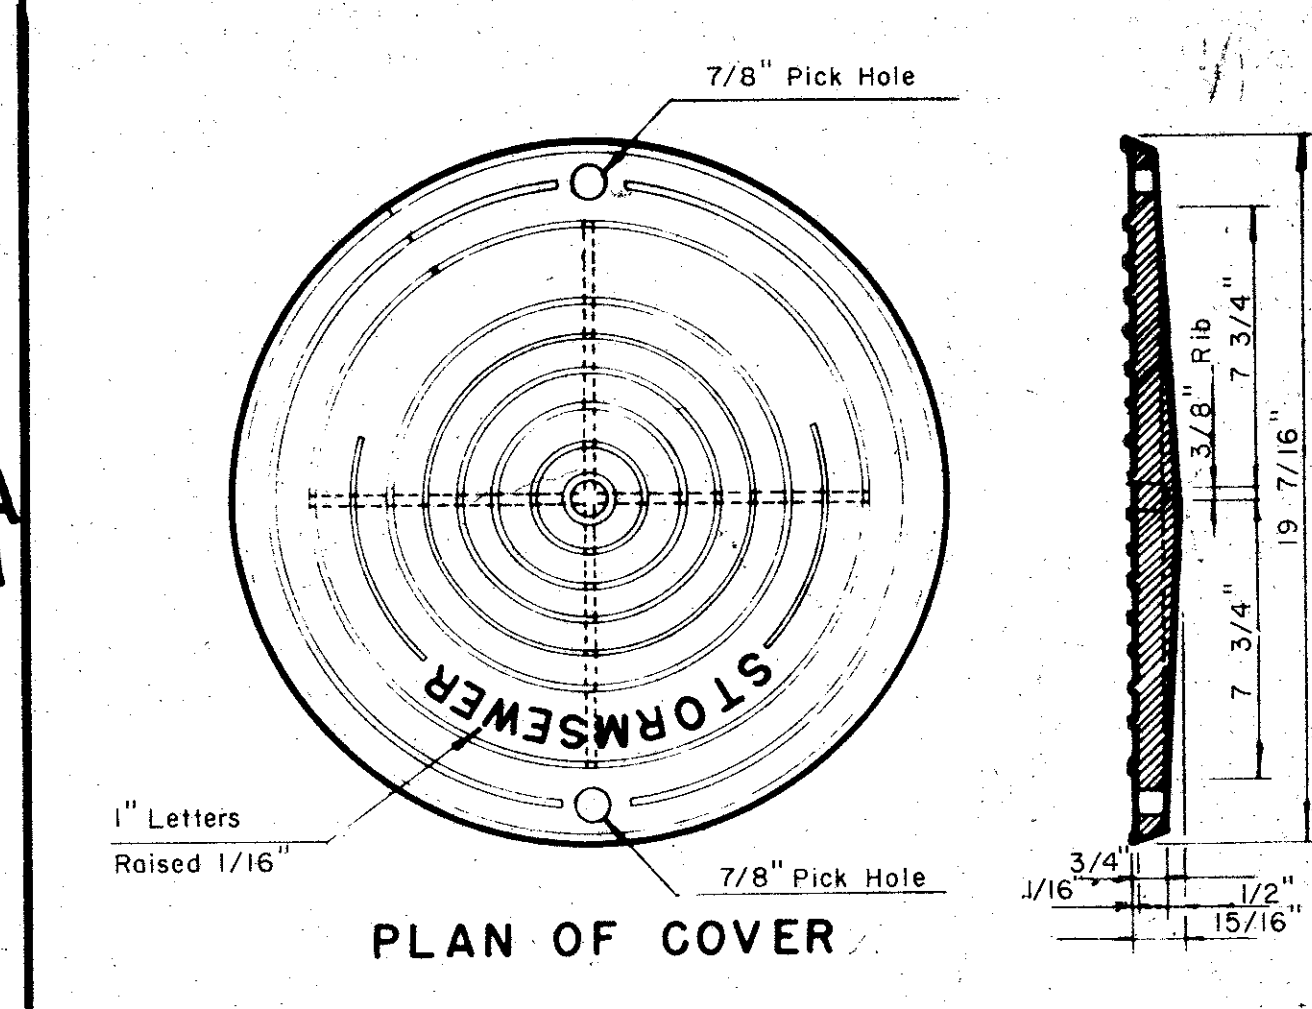 7/8" Pick Hole
3/8" Rib
7 3/4"
19 7/16"
7 3/4"
STORMSEWER
1" Letters
Raised 1/16"
7/8" Pick Hole
3/4"
1/16"
1/2"
15/16"
PLAN OF COVER